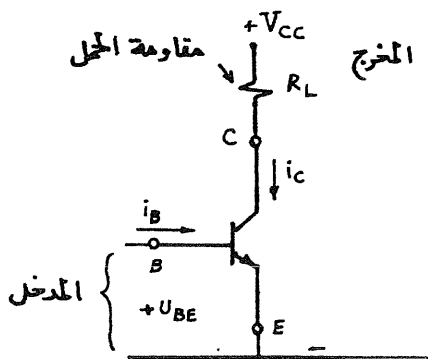 +VCC
المخرج
مقاومة الحمل
RL
C
iC
iB
B
المدخل
+UBE
E